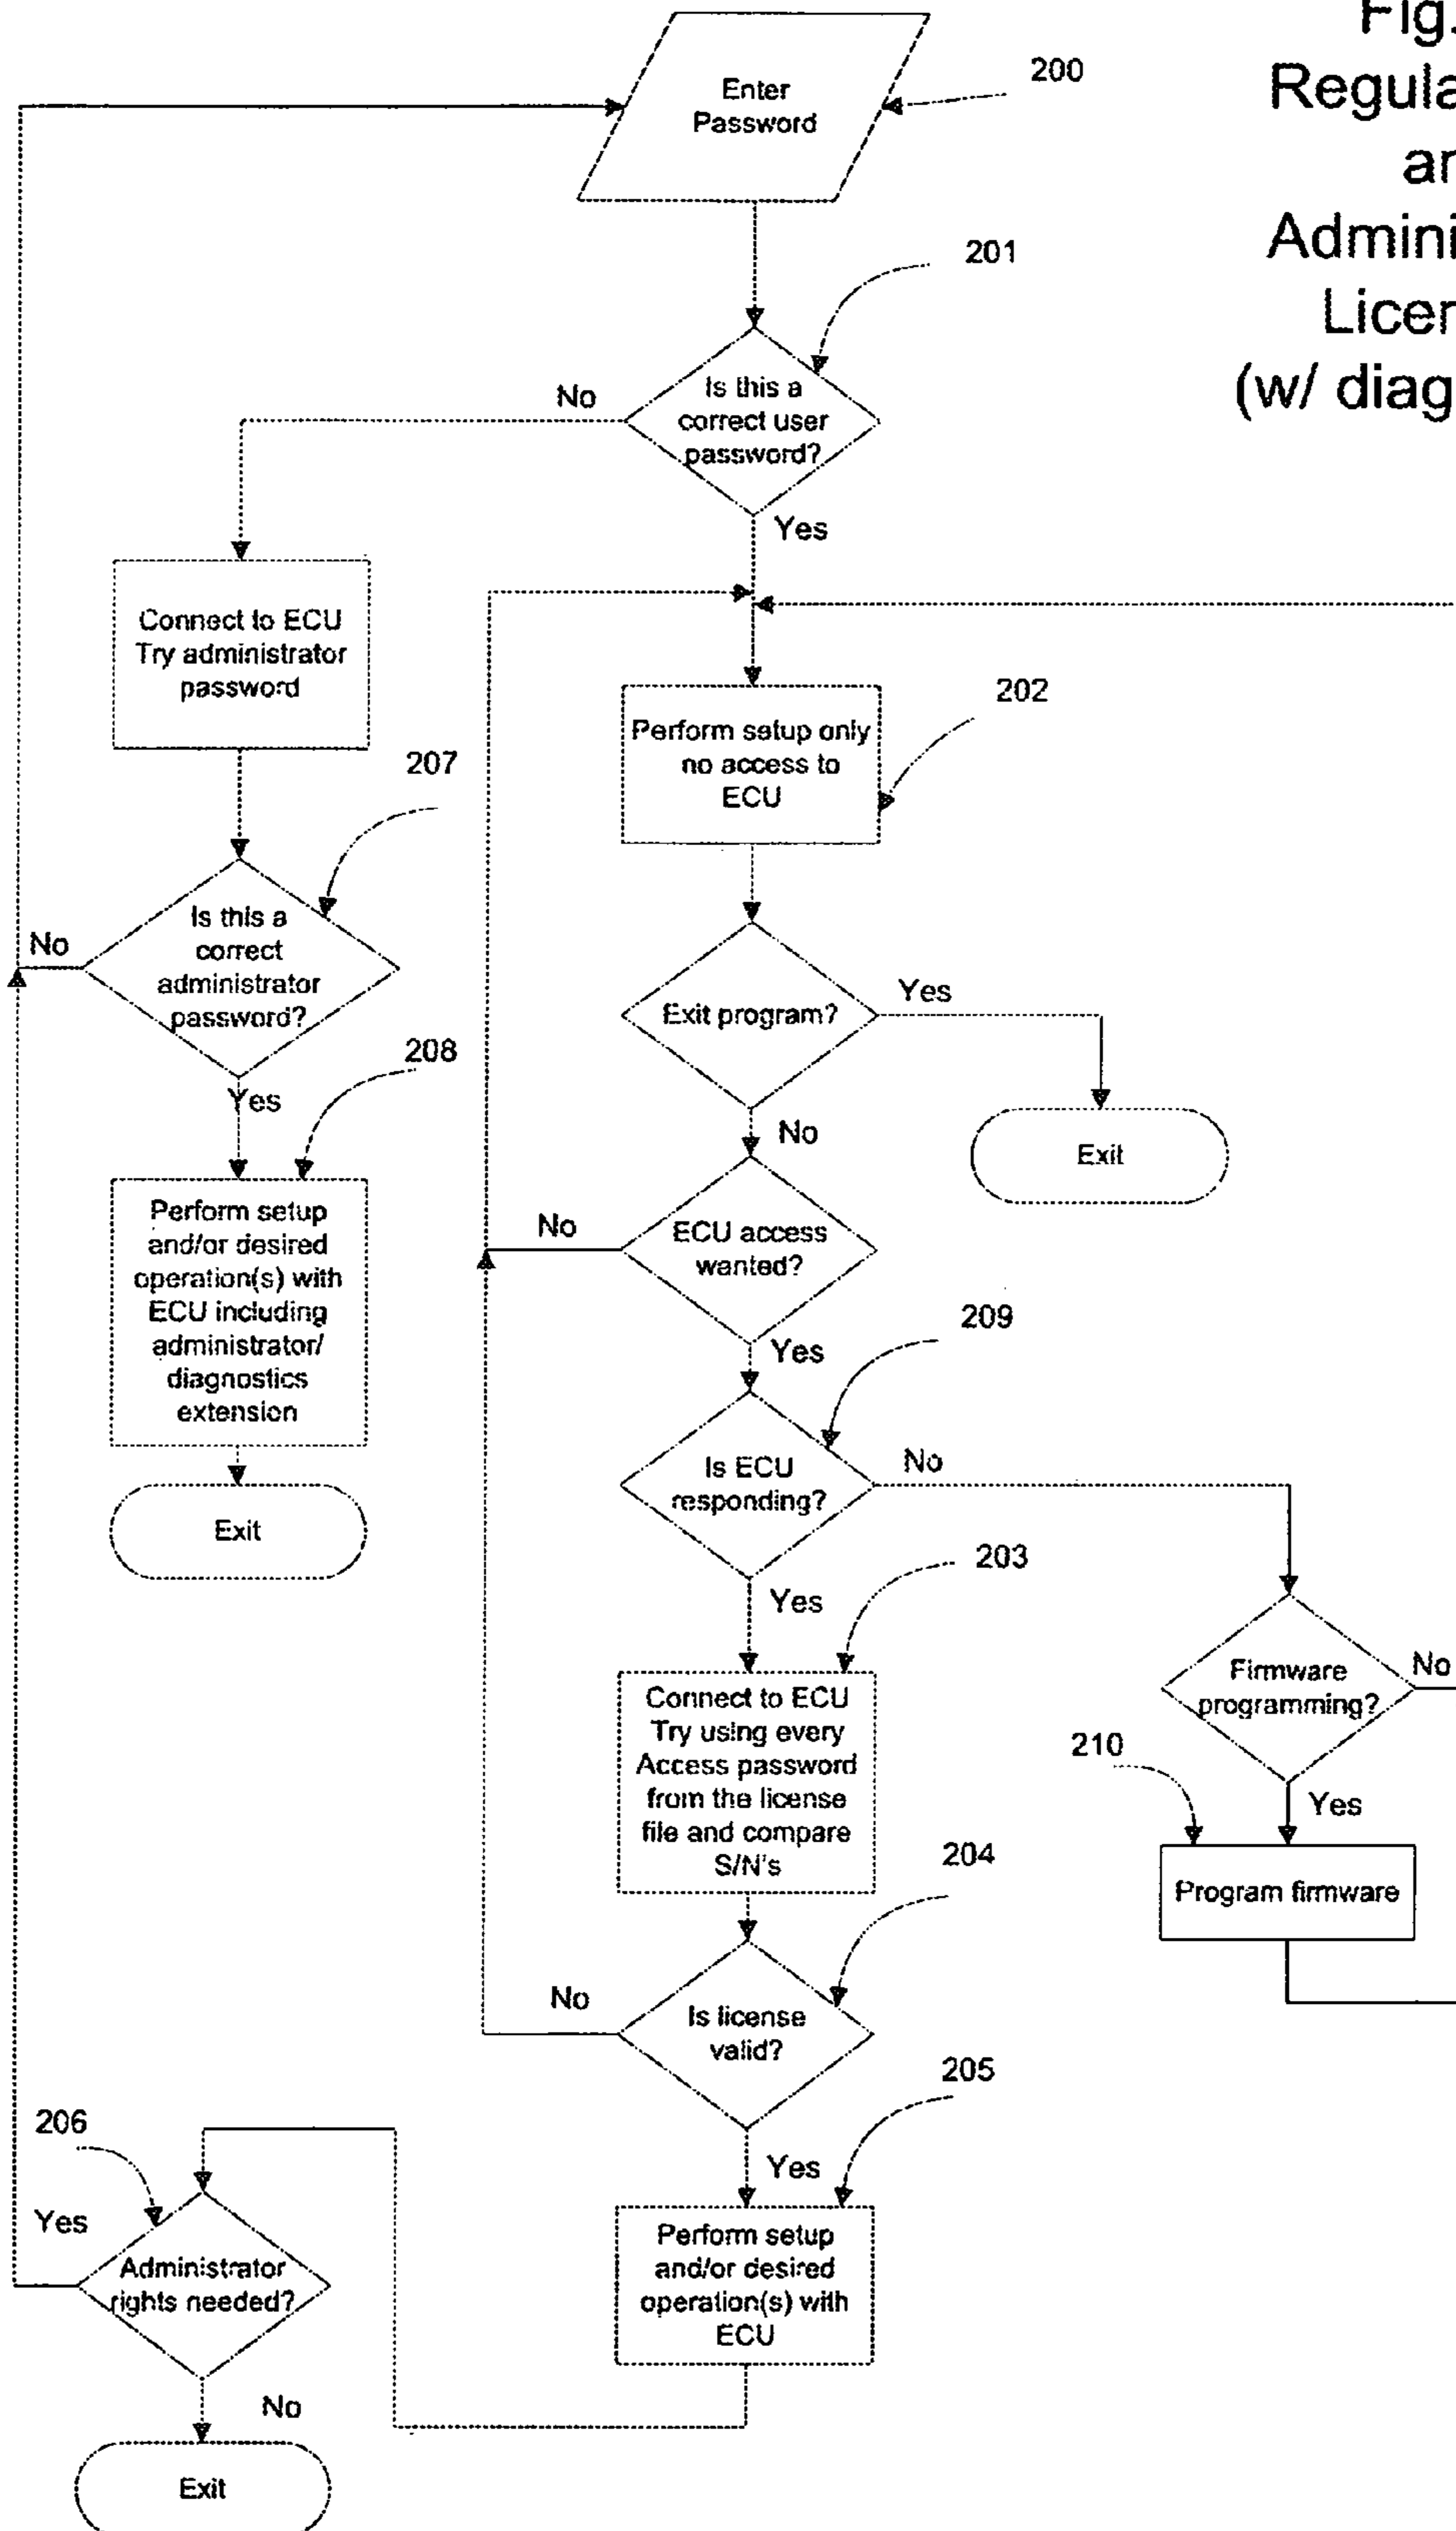 Enter
Password
200
201
Is this a
correct user
password?
No
Yes
Connect to ECU
Try administrator
password
Perform setup only
no access to
ECU
202
207
Is this a
correct
administrator
password?
No
Yes
208
Exit program?
Yes
No
Exit
Perform setup
and/or desired
operation(s) with
ECU including
administrator/
diagnostics
extension
Exit
ECU access
wanted?
No
Yes
209
Is ECU
responding?
No
Yes
203
Connect to ECU
Try using every
Access password
from the license
file and compare
S/N's
Firmware
programming?
No
Yes
210
Program firmware
204
Is license
valid?
No
Yes
205
Perform setup
and/or desired
operation(s) with
ECU
206
Administrator
rights needed?
Yes
No
Exit
Fig.
(w/